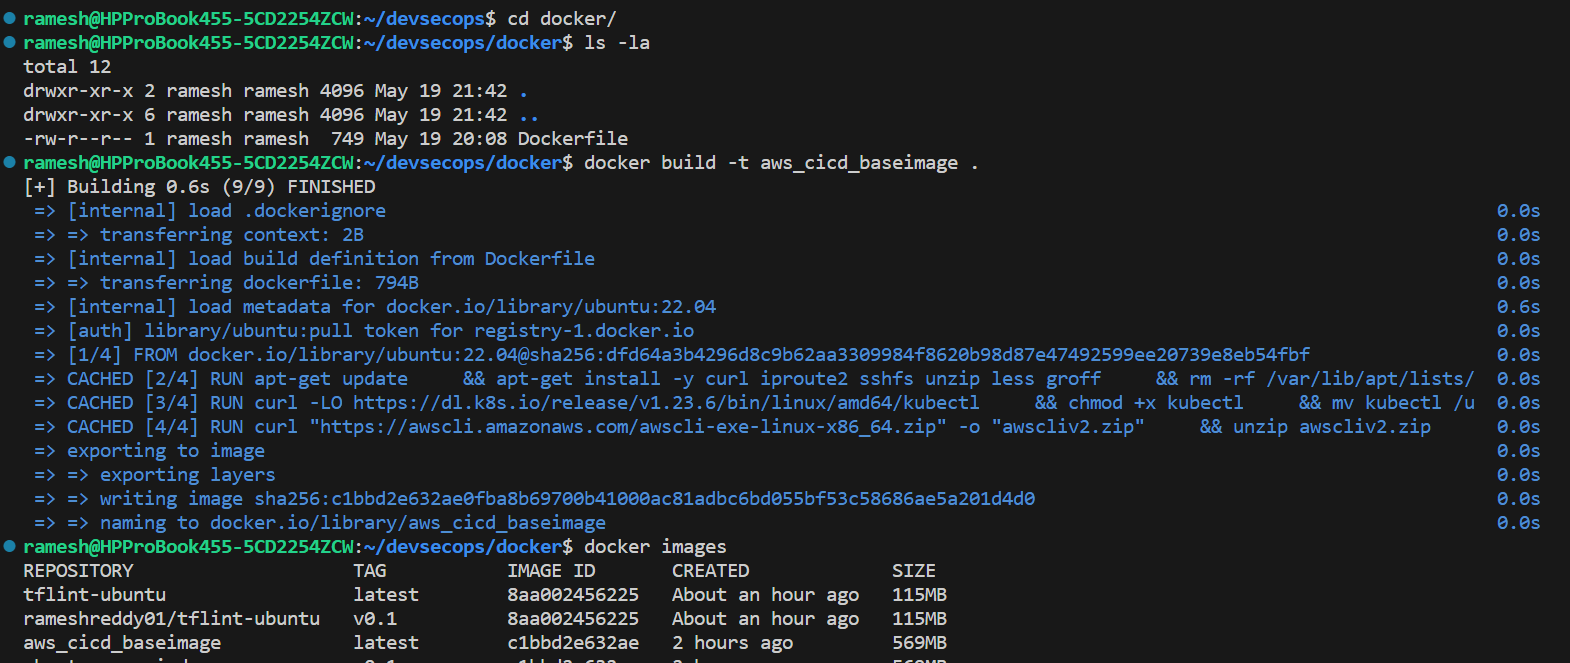 ramesh@HPProBook455-5CD2254ZCW:~/devsecops$ cd docker/
ramesh@HPProBook455-5CD2254ZCW:~/devsecops/docker$ ls -la
total 12
drwxr-xr-x 2 ramesh ramesh 4096 May 19 21:42 .
drwxr-xr-x 6 ramesh ramesh 4096 May 19 21:42 ..
-rw-r--r-- 1 ramesh ramesh  749 May 19 20:08 Dockerfile
ramesh@HPProBook455-5CD2254ZCW:~/devsecops/docker$ docker build -t aws_cicd_baseimage .
[+] Building 0.6s (9/9) FINISHED
=> [internal] load .dockerignore 0.0s
=> => transferring context: 2B 0.0s
=> [internal] load build definition from Dockerfile 0.0s
=> => transferring dockerfile: 794B 0.0s
=> [internal] load metadata for docker.io/library/ubuntu:22.04 0.6s
=> [auth] library/ubuntu:pull token for registry-1.docker.io 0.0s
=> [1/4] FROM docker.io/library/ubuntu:22.04@sha256:dfd64a3b4296d8c9b62aa3309984f8620b98d87e47492599ee20739e8eb54fbf 0.0s
=> CACHED [2/4] RUN apt-get update     && apt-get install -y curl iproute2 sshfs unzip less groff     && rm -rf /var/lib/apt/lists/ 0.0s
=> CACHED [3/4] RUN curl -LO https://dl.k8s.io/release/v1.23.6/bin/linux/amd64/kubectl     && chmod +x kubectl     && mv kubectl /u 0.0s
=> CACHED [4/4] RUN curl "https://awscli.amazonaws.com/awscli-exe-linux-x86_64.zip" -o "awscliv2.zip"     && unzip awscliv2.zip 0.0s
=> exporting to image 0.0s
=> => exporting layers 0.0s
=> => writing image sha256:c1bbd2e632ae0fba8b69700b41000ac81adbc6bd055bf53c58686ae5a201d4d0 0.0s
=> => naming to docker.io/library/aws_cicd_baseimage 0.0s
ramesh@HPProBook455-5CD2254ZCW:~/devsecops/docker$ docker images
REPOSITORY TAG IMAGE ID CREATED SIZE
tflint-ubuntu latest 8aa002456225 About an hour ago 115MB
rameshreddy01/tflint-ubuntu v0.1 8aa002456225 About an hour ago 115MB
aws_cicd_baseimage latest c1bbd2e632ae 2 hours ago 569MB